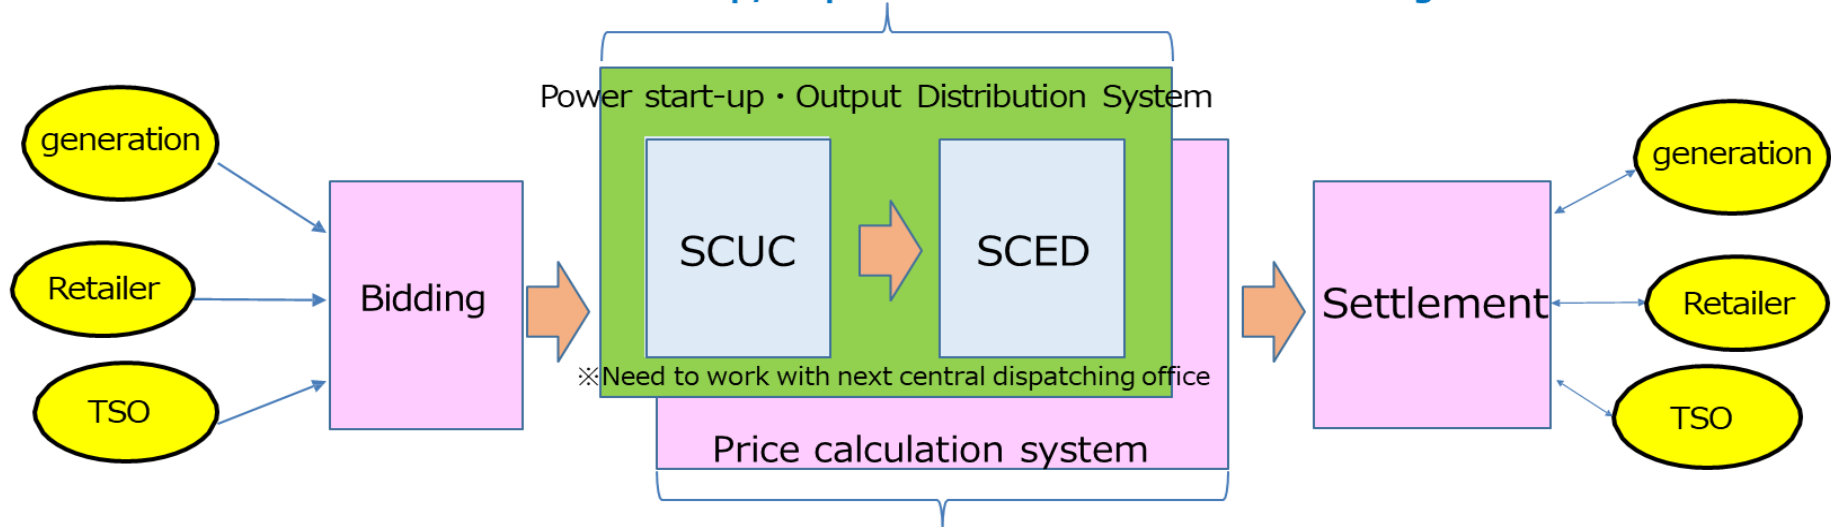 Power start-up・Output Distribution System
generation
Retailer
TSO
Bidding
SCUC
SCED
※Need to work with next central dispatching office
Price calculation system
Settlement
generation
Retailer
TSO